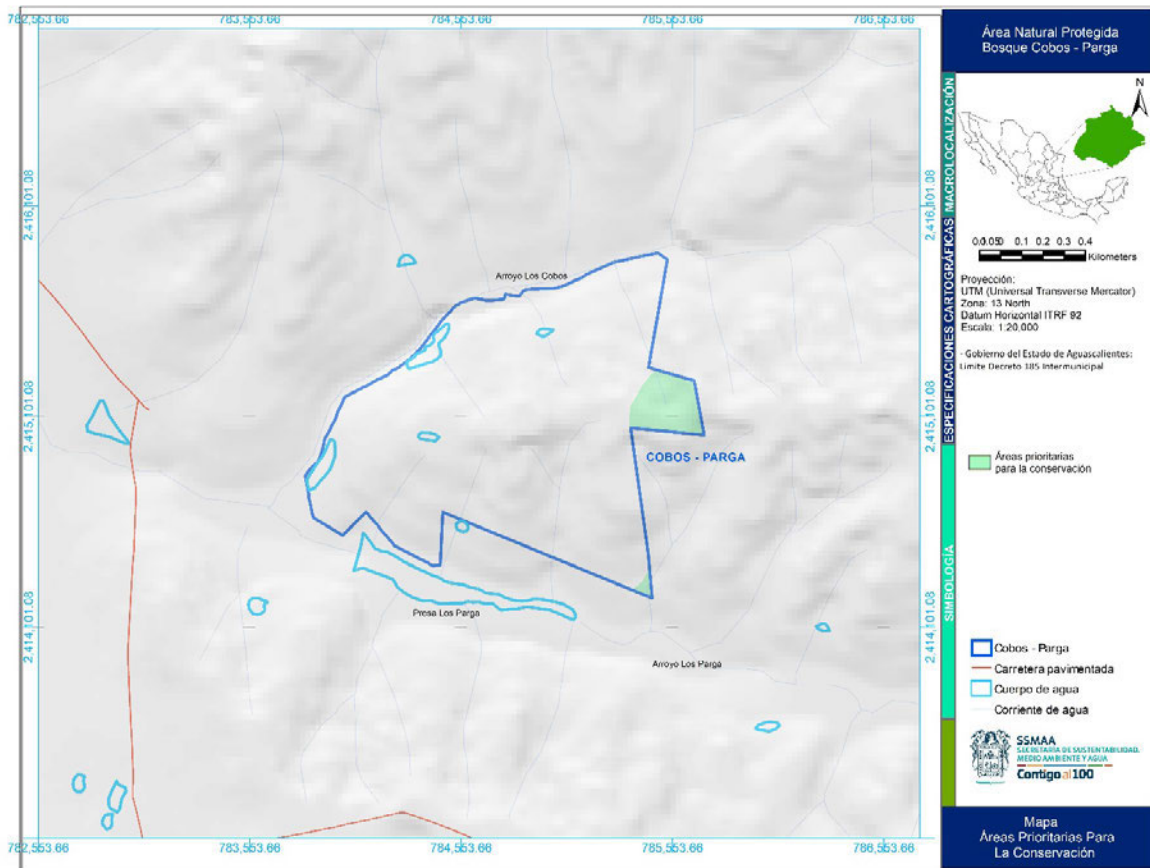 782,553.66
783,553.66
784,553.66
785,553.66
786,553.66
2,416,101.08
2,415,101.08
2,414,101.08
Arroyo Los Cobos
COBOS - PARGA
Presa Los Parga
Arroyo Los Parga
2,416,101.08
2,415,101.08
2,414,101.08
782,553.66
783,553.66
784,553.66
785,553.66
786,553.66
Área Natural Protegida
Bosque Cobos - Parga
MACROLOCALIZACIÓN
N
0.1 0.2 0.3 0.4
Kilometers
ESPECIFICACIONES CARTOGRÁFICAS
Proyección:
UTM (Universal Transverse Mercator)
Zona: 13 North
Datum Horizontal ITRF 92
Escala: 1:20,000
- Gobierno del Estado de Aguascalientes:
Limite Decreto 185 Intermunicipal
SIMBOLOGÍA
Áreas prioritarias
para la conservación
Cobos - Parga
Carretera pavimentada
Cuerpo de agua
Corriente de agua
SSMAA
SECRETARÍA DE SUSTENTABILIDAD,
MEDIO AMBIENTE Y AGUA
Contigo al 100
Mapa
Áreas Prioritarias Para
La Conservación